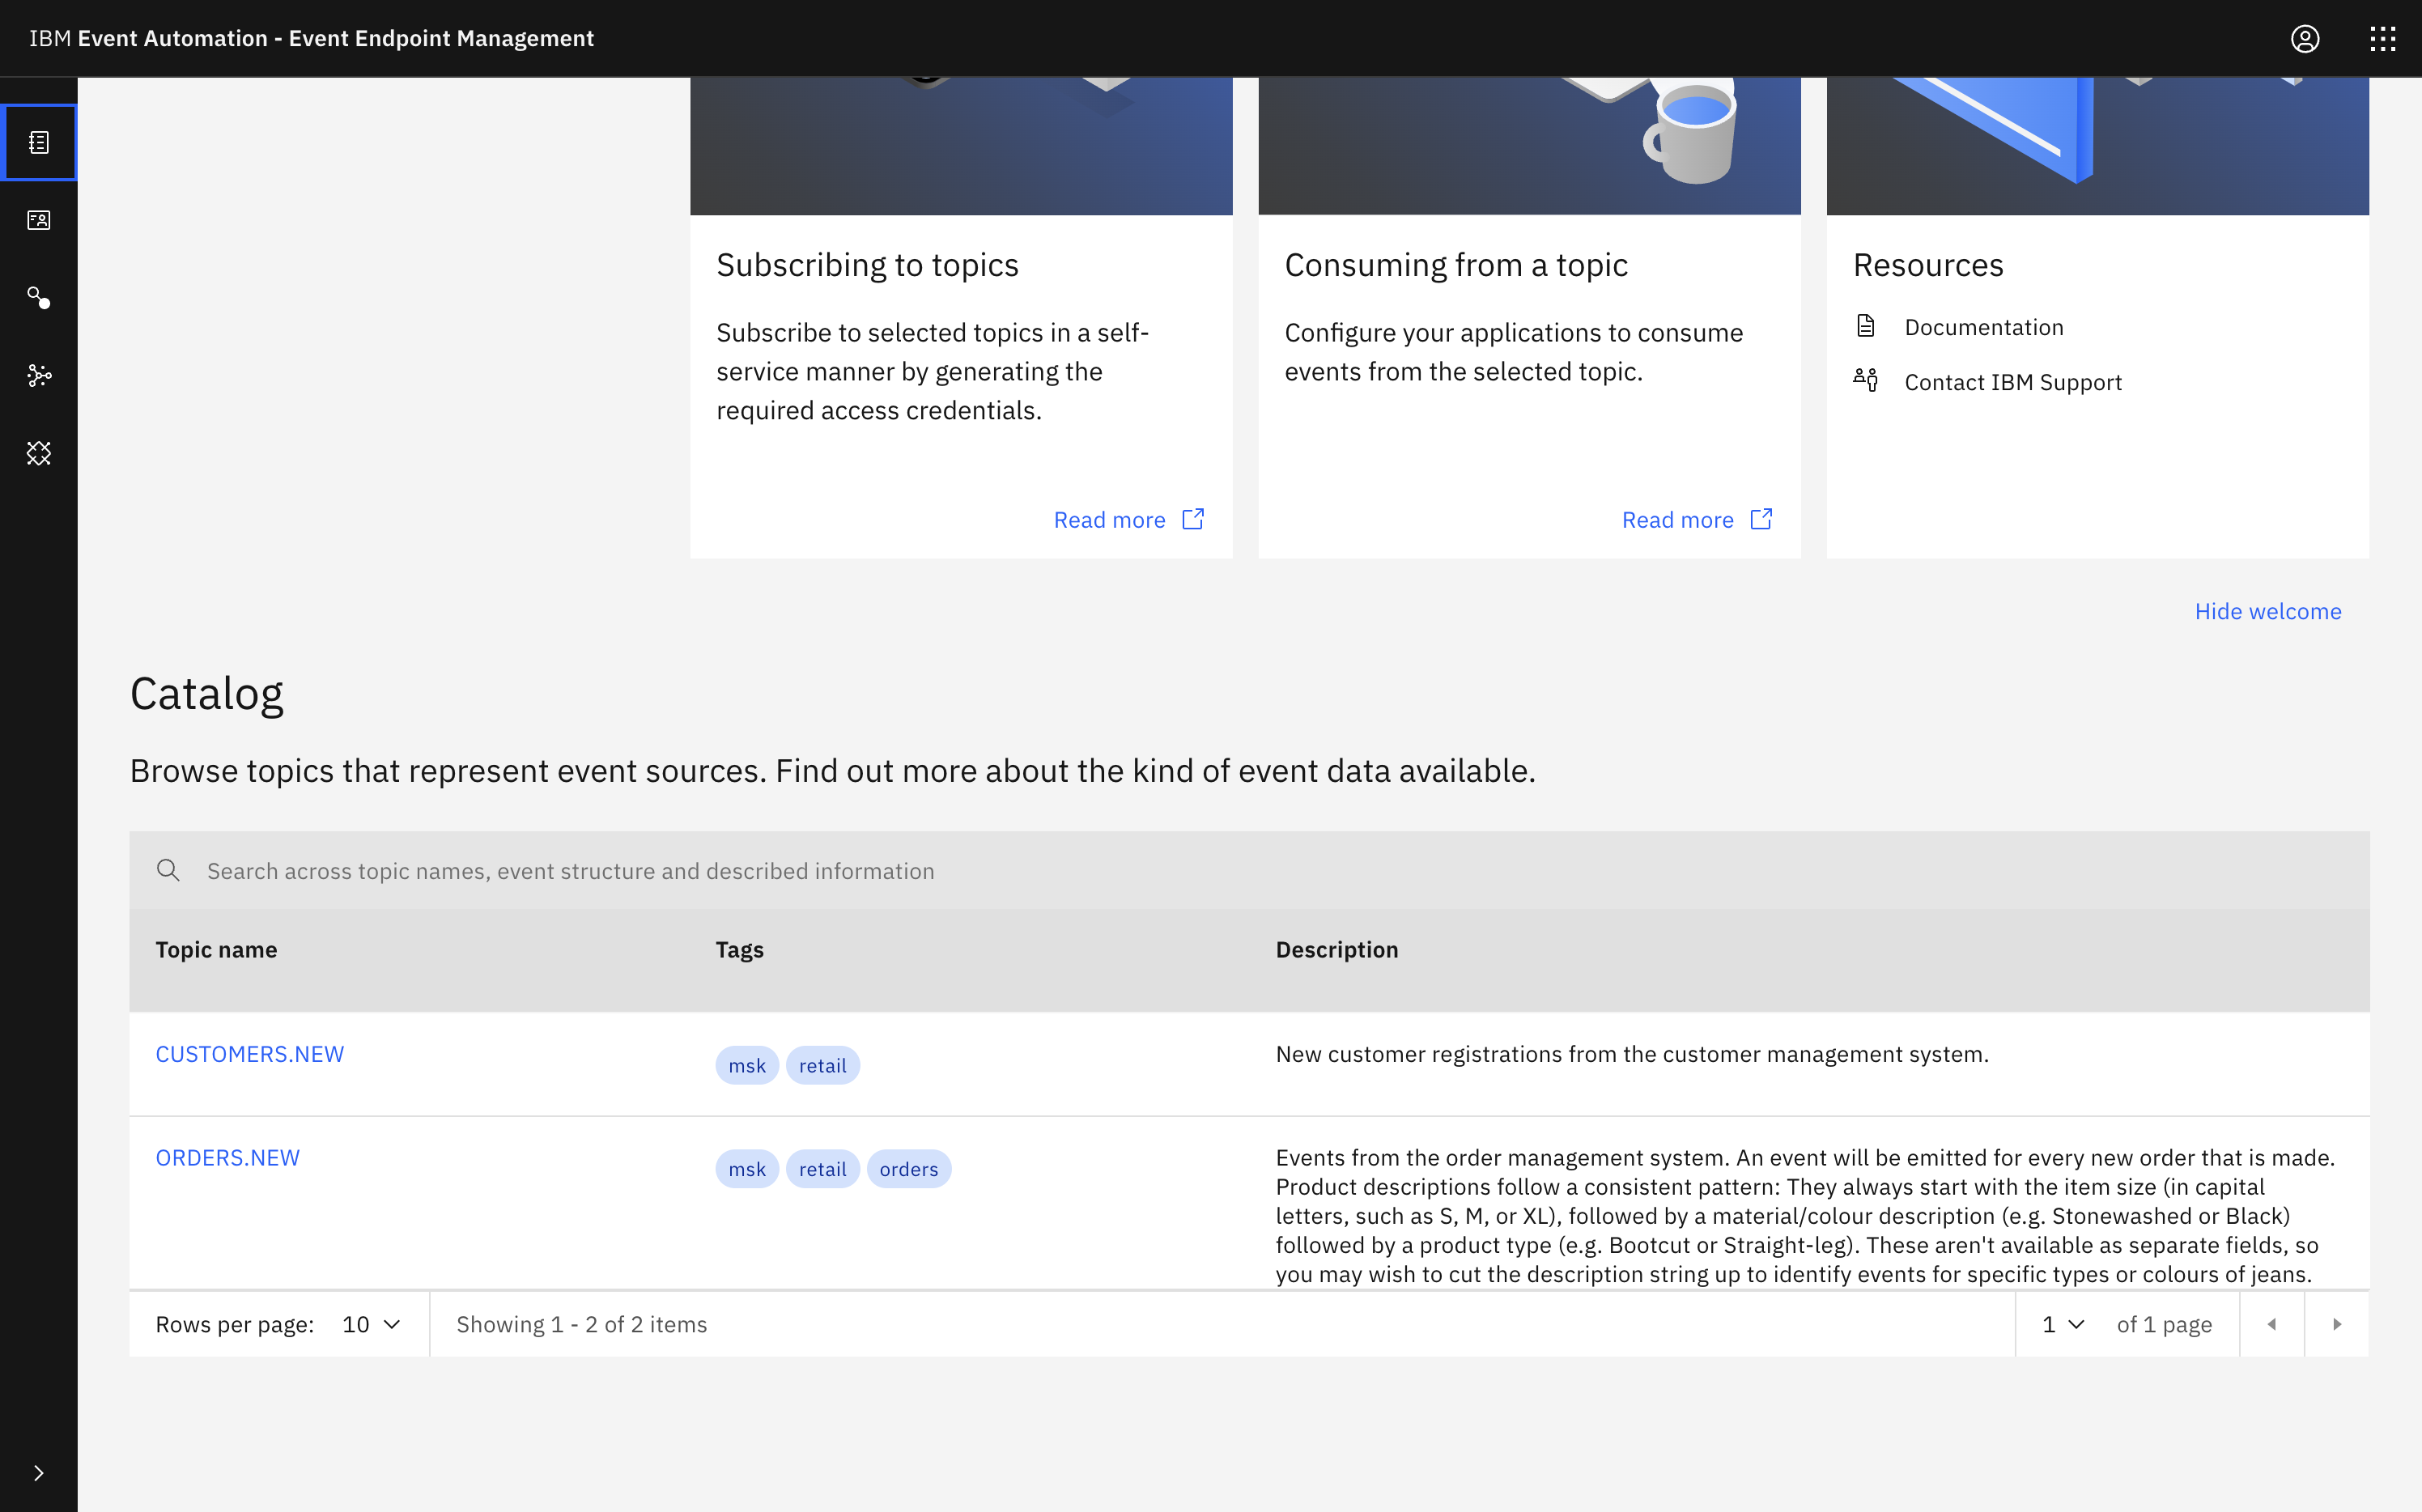 IBM Event Automation - Event Endpoint Management
Subscribing to topics
Subscribe to selected topics in a self-
service manner by generating the
required access credentials.
Read more
Consuming from a topic
Configure your applications to consume
events from the selected topic.
Read more
Resources
Documentation
Contact IBM Support
Hide welcome
Catalog
Browse topics that represent event sources. Find out more about the kind of event data available.
Search across topic names, event structure and described information
Topic name Tags Description
CUSTOMERS.NEW msk retail New customer registrations from the customer management system.
ORDERS.NEW msk retail orders Events from the order management system. An event will be emitted for every new order that is made.
Product descriptions follow a consistent pattern: They always start with the item size (in capital
letters, such as S, M, or XL), followed by a material/colour description (e.g. Stonewashed or Black)
followed by a product type (e.g. Bootcut or Straight-leg). These aren't available as separate fields, so
you may wish to cut the description string up to identify events for specific types or colours of jeans.
Rows per page: 10 Showing 1 - 2 of 2 items 1 of 1 page